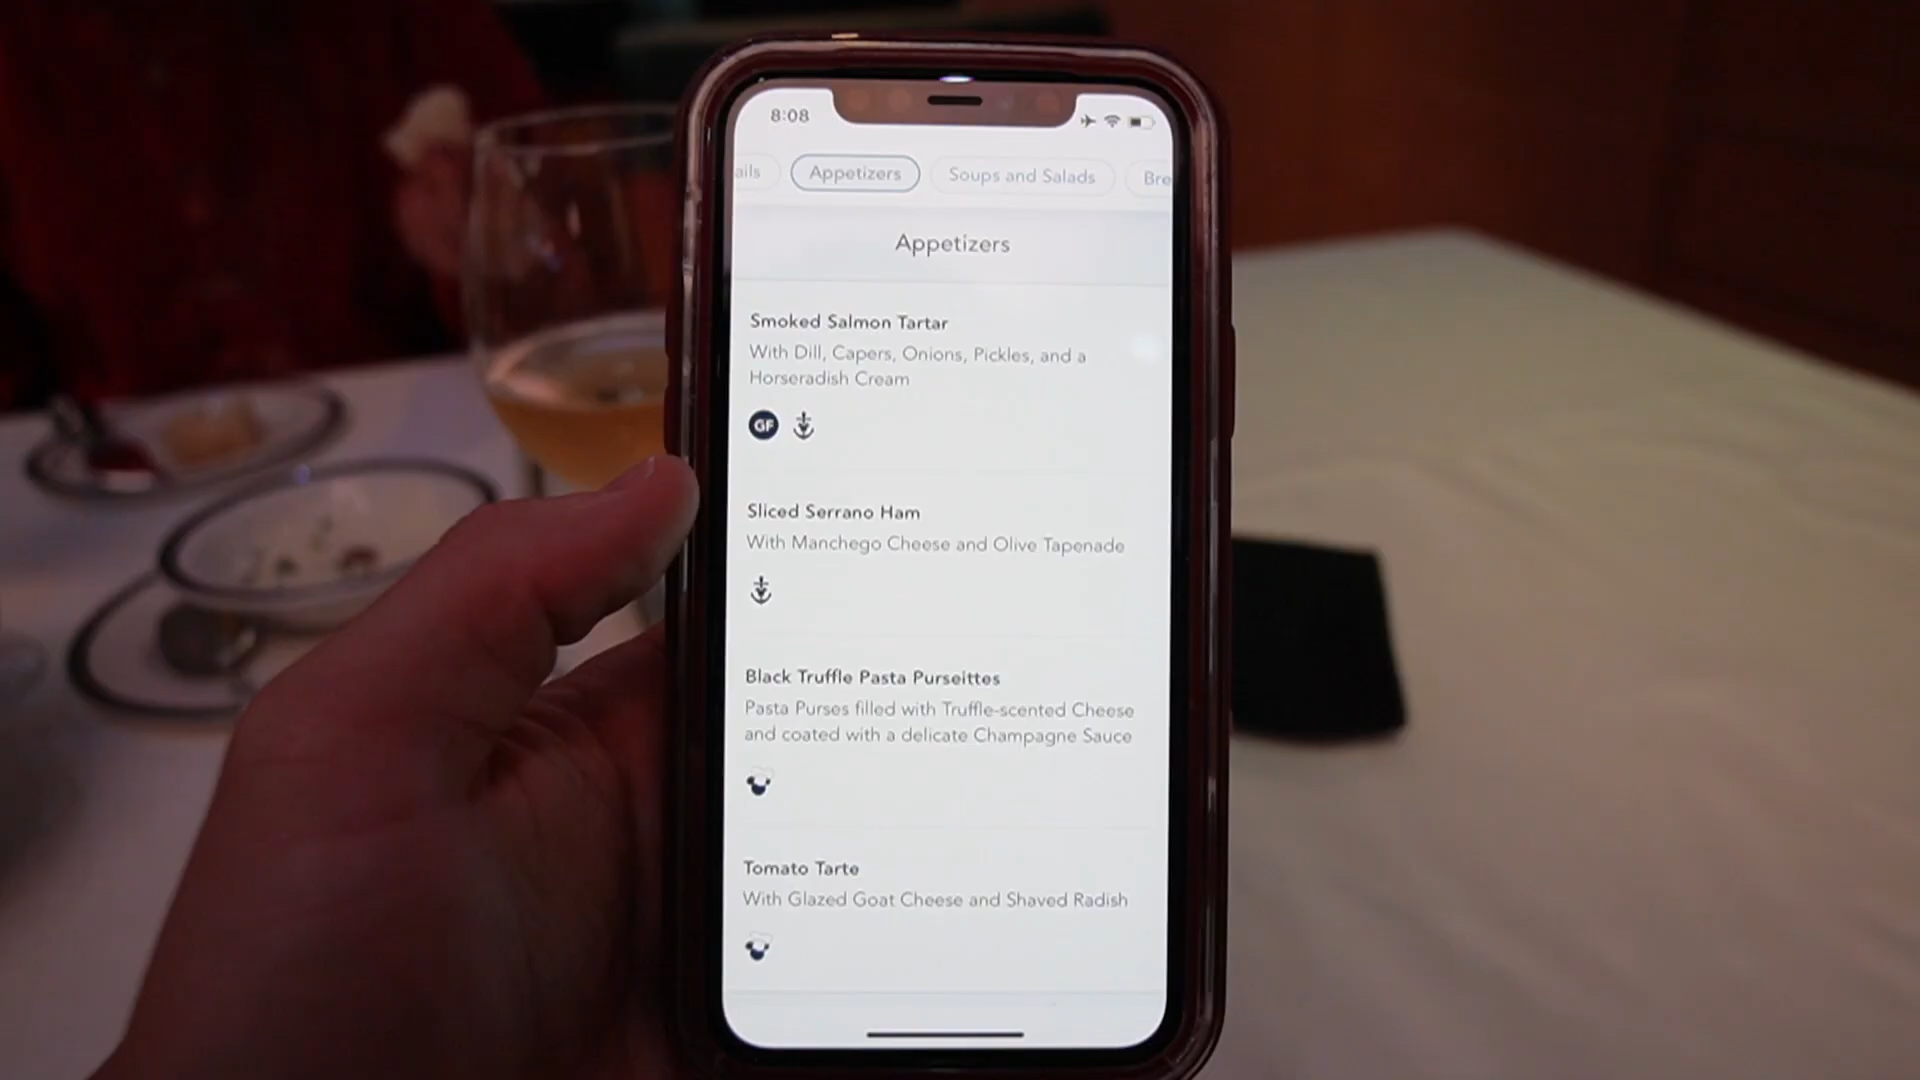 8:08
ails
Appetizers
Soups and Salads
Bre
Appetizers
Smoked Salmon Tartar
With Dill, Capers, Onions, Pickles, and a
Horseradish Cream
GF
Sliced Serrano Ham
With Manchego Cheese and Olive Tapenade
Black Truffle Pasta Purseittes
Pasta Purses filled with Truffle-scented Cheese
and coated with a delicate Champagne Sauce
Tomato Tarte
With Glazed Goat Cheese and Shaved Radish